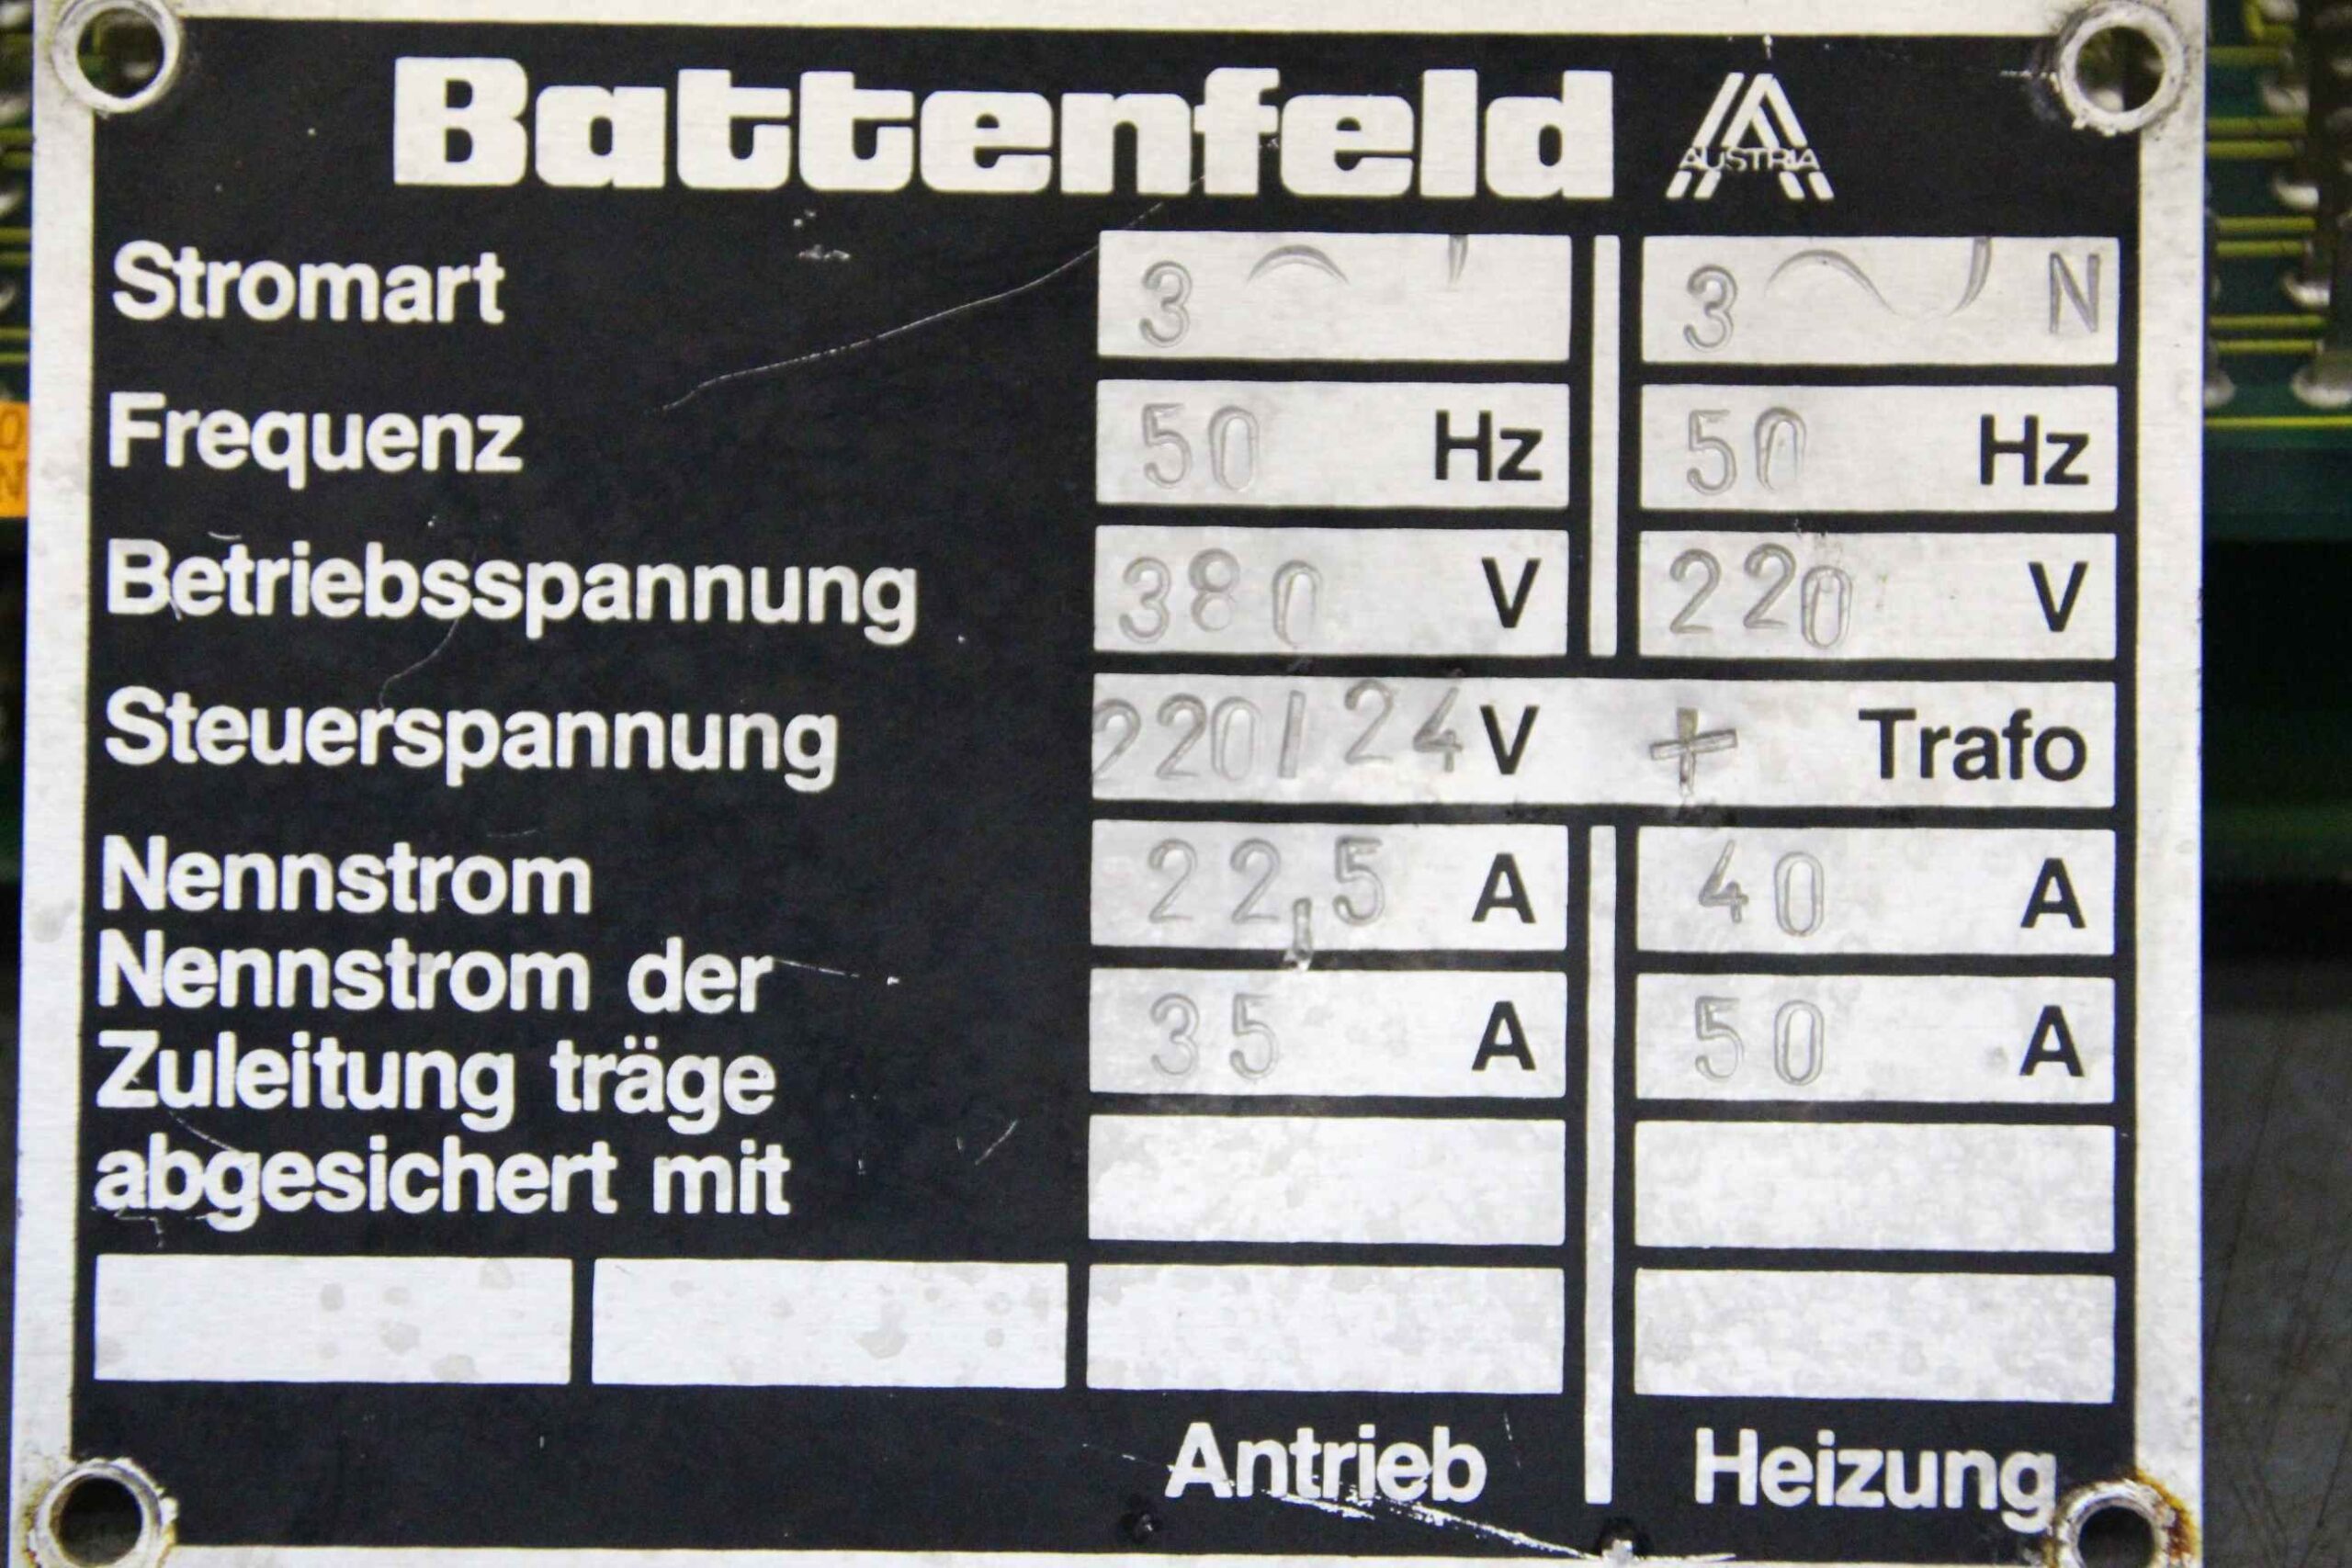 Battenfeld AUSTRIA
Stromart 3 ~ 3 ~ N
Frequenz 50 Hz 50 Hz
Betriebsspannung 380 V 220 V
Steuerspannung 220/24 V + Trafo
Nennstrom 22,5 A 40 A
Nennstrom der
Zuleitung träge 35 A 50 A
abgesichert mit
Antrieb Heizung